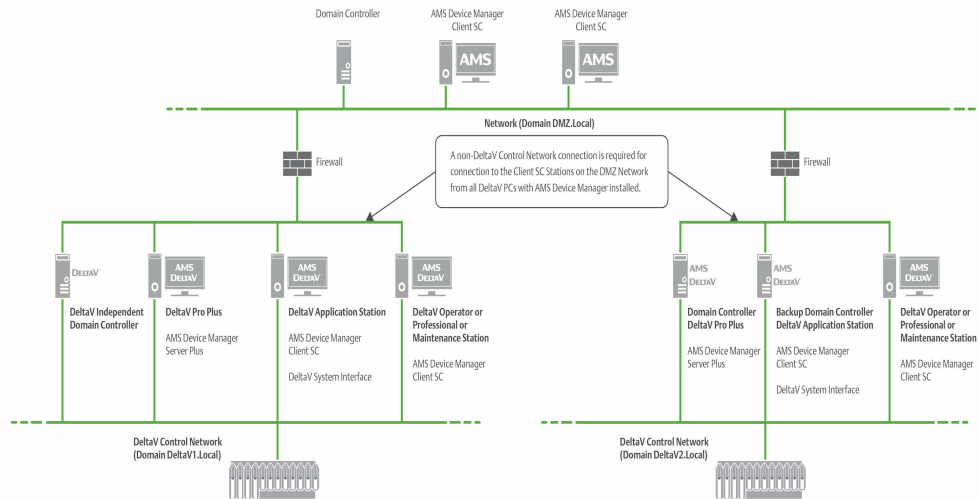 Domain Controller
AMS Device Manager
Client SC
AMS Device Manager
Client SC
AMS
AMS
Network (Domain DMZ.Local)
Firewall
A non-DeltaV Control Network connection is required for
connection to the Client SC Stations on the DMZ Network
from all DeltaV PCs with AMS Device Manager installed.
Firewall
DELTAV
AMS
DELTAV
AMS
DELTAV
AMS
DELTAV
AMS
DELTAV
AMS
DELTAV
AMS
DELTAV
DeltaV Independent
Domain Controller
DeltaV Pro Plus
AMS Device Manager
Server Plus
DeltaV Application Station
AMS Device Manager
Client SC
DeltaV System Interface
DeltaV Operator or
Professional or
Maintenance Station
AMS Device Manager
Client SC
Domain Controller
DeltaV Pro Plus
AMS Device Manager
Server Plus
Backup Domain Controller
DeltaV Application Station
AMS Device Manager
Client SC
DeltaV System Interface
DeltaV Operator or
Professional or
Maintenance Station
AMS Device Manager
Client SC
DeltaV Control Network
(Domain DeltaV1.Local)
DeltaV Control Network
(Domain DeltaV2.Local)